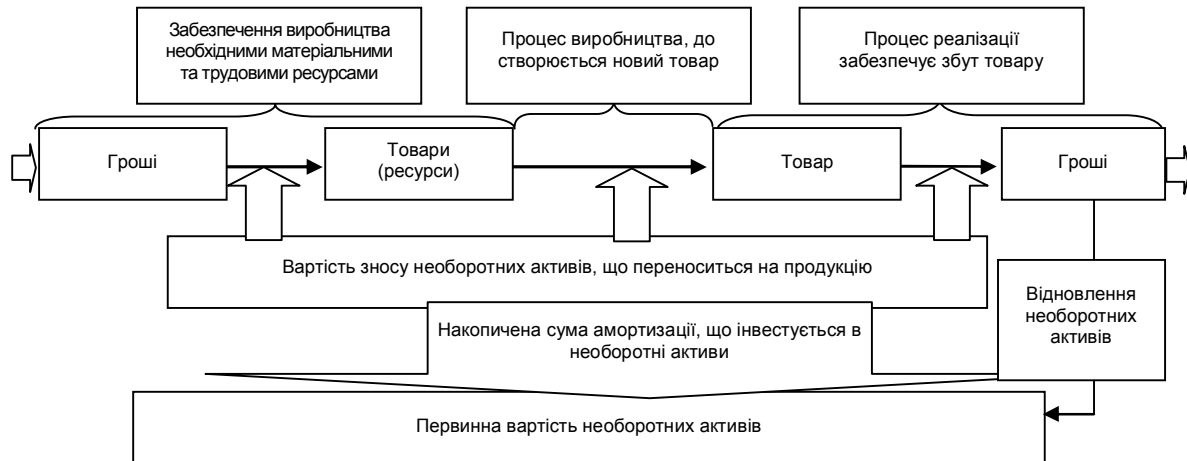 Забезпечення виробництва
необхідними матеріальними
та трудовими ресурсами
Процес виробництва, до
створюється новий товар
Процес реалізації
забезпечує збут товару
Гроші
Товари
(ресурси)
Товар
Гроші
Вартість зносу необоротних активів, що переноситься на продукцію
Відновлення
необоротних
активів
Накопичена сума амортизації, що інвестується в
необоротні активи
Первинна вартість необоротних активів